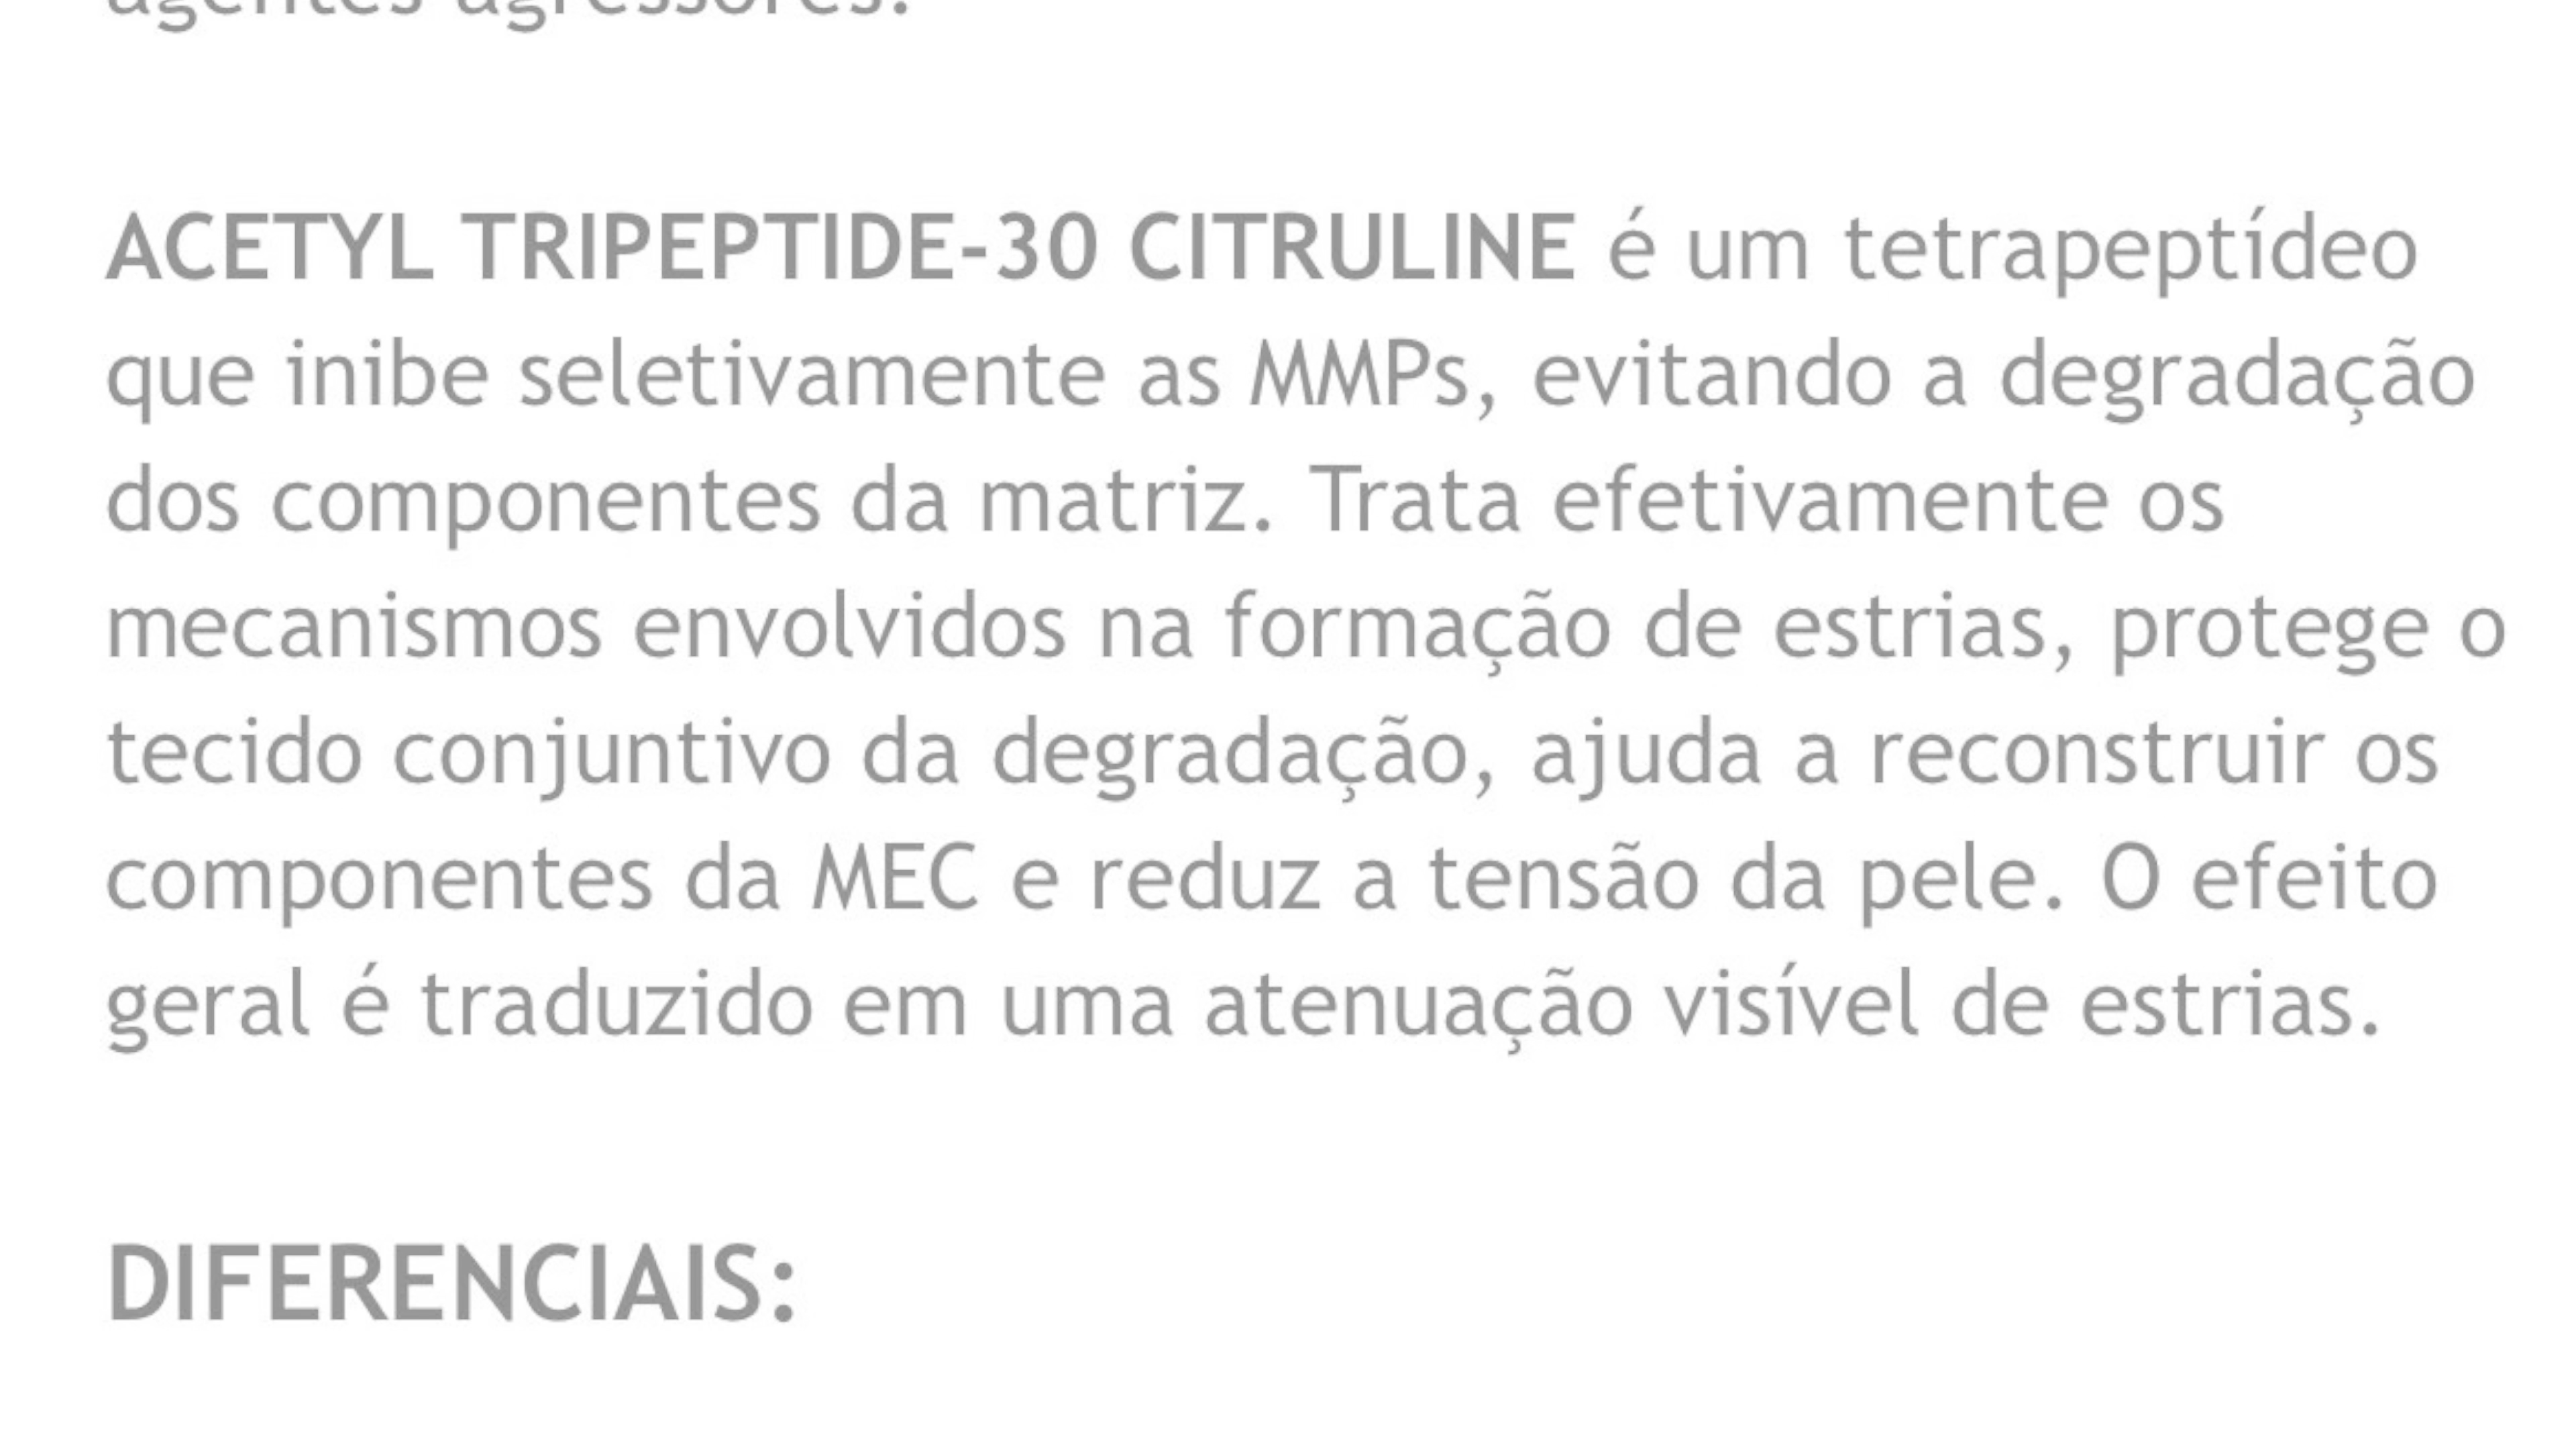 agentes agressores.
ACETYL TRIPEPTIDE-30 CITRULINE é um tetrapeptídeo
que inibe seletivamente as MMPs, evitando a degradação
dos componentes da matriz. Trata efetivamente os
mecanismos envolvidos na formação de estrias, protege o
tecido conjuntivo da degradação, ajuda a reconstruir os
componentes da MEC e reduz a tensão da pele. O efeito
geral é traduzido em uma atenuação visível de estrias.
DIFERENCIAIS: